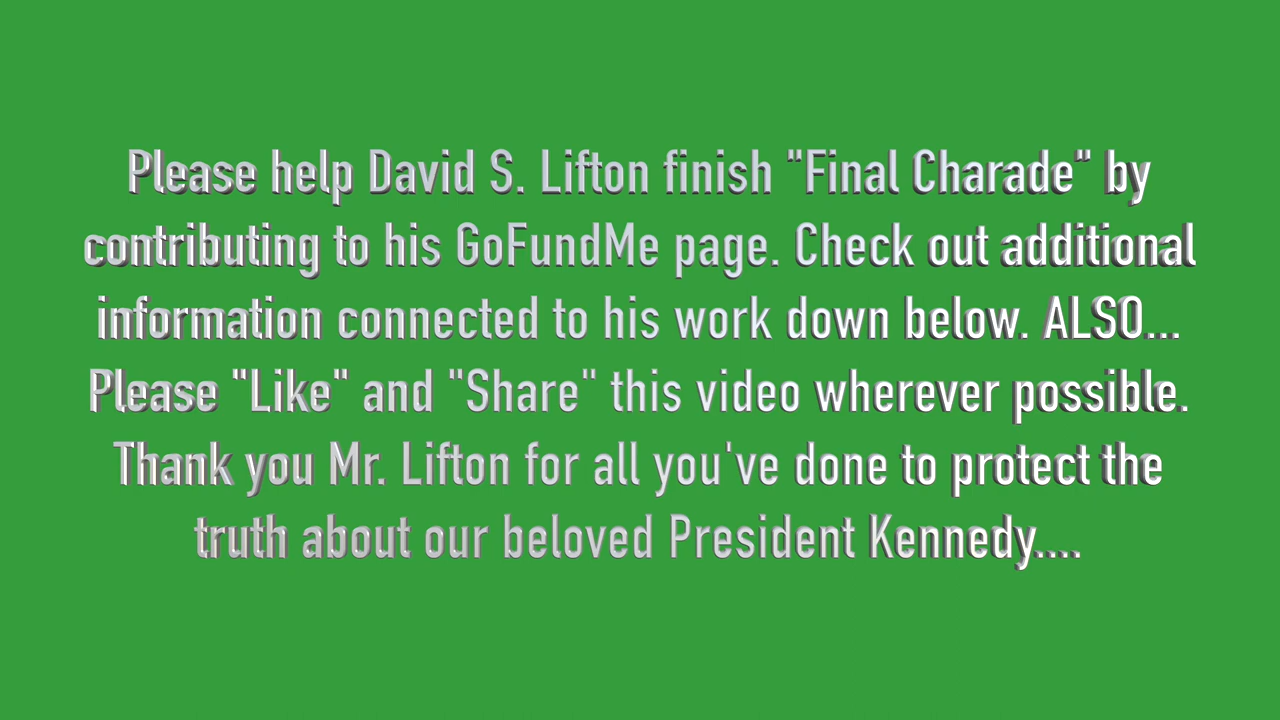 Please help David S. Lifton finish "Final Charade" by
contributing to his GoFundMe page. Check out additional
information connected to his work down below. ALSO...
Please "Like" and "Share" this video wherever possible.
Thank you Mr. Lifton for all you've done to protect the
truth about our beloved President Kennedy....